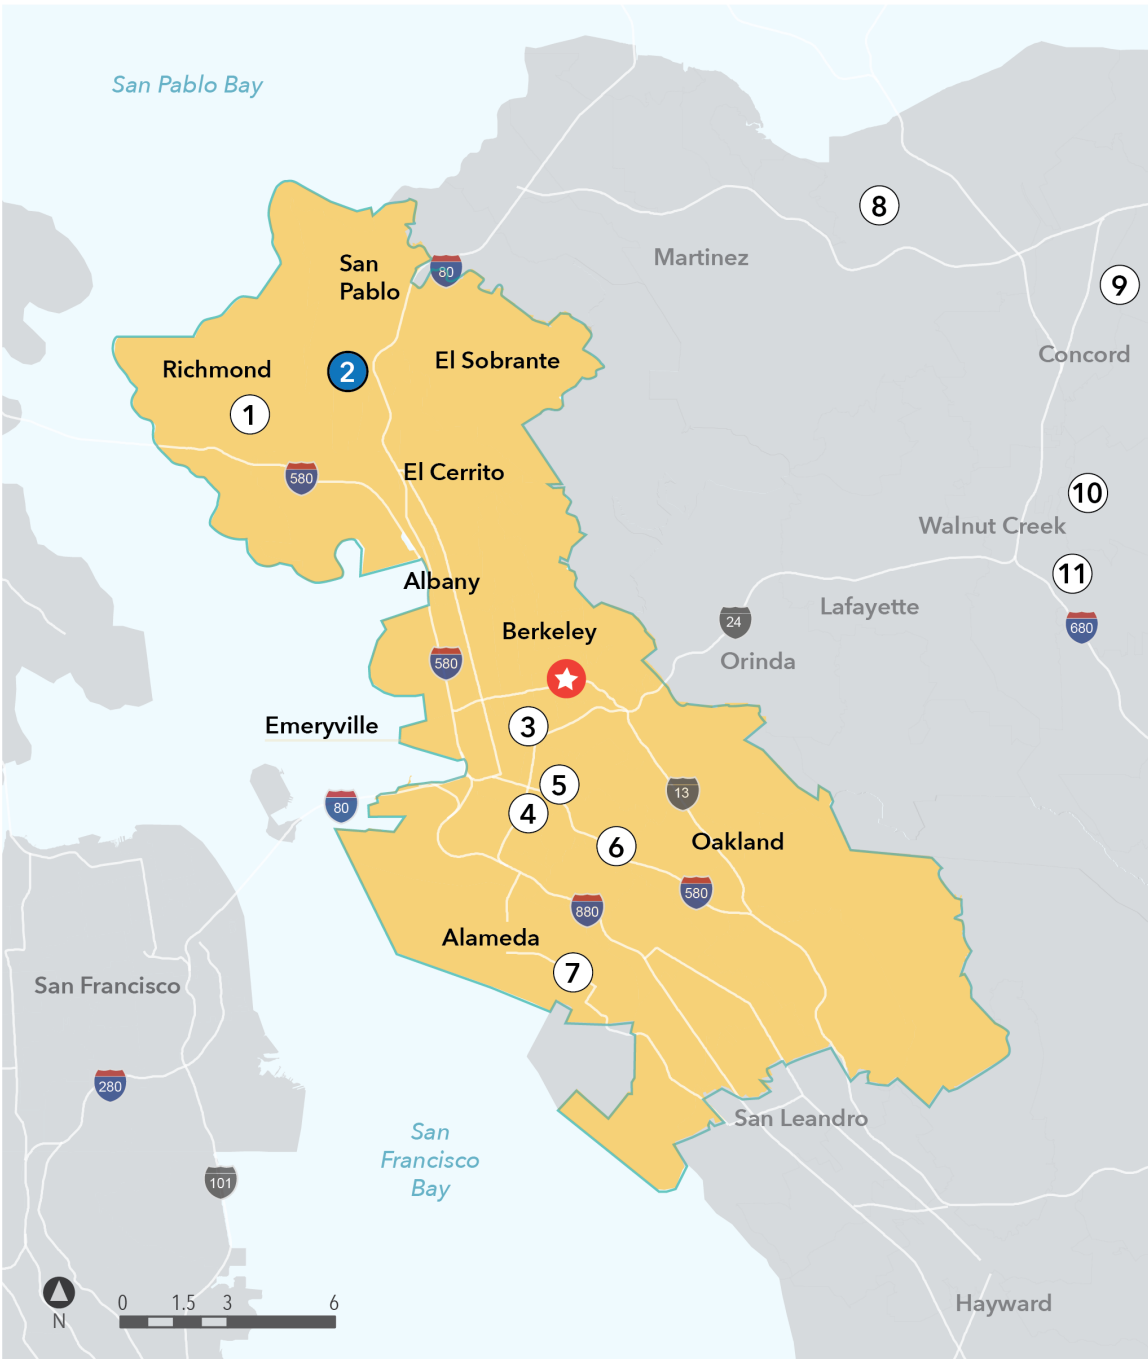 San Pablo Bay
8
Martinez
San
Pablo
80
9
Concord
Richmond
2
El Sobrante
1
580
El Cerrito
10
Walnut Creek
Albany
11
Lafayette
24
680
Berkeley
580
Orinda
Emeryville
3
5
13
80
4
6
Oakland
580
880
Alameda
7
San Francisco
280
San Leandro
San
Francisco
Bay
101
0 1.5 3 6
N
Hayward